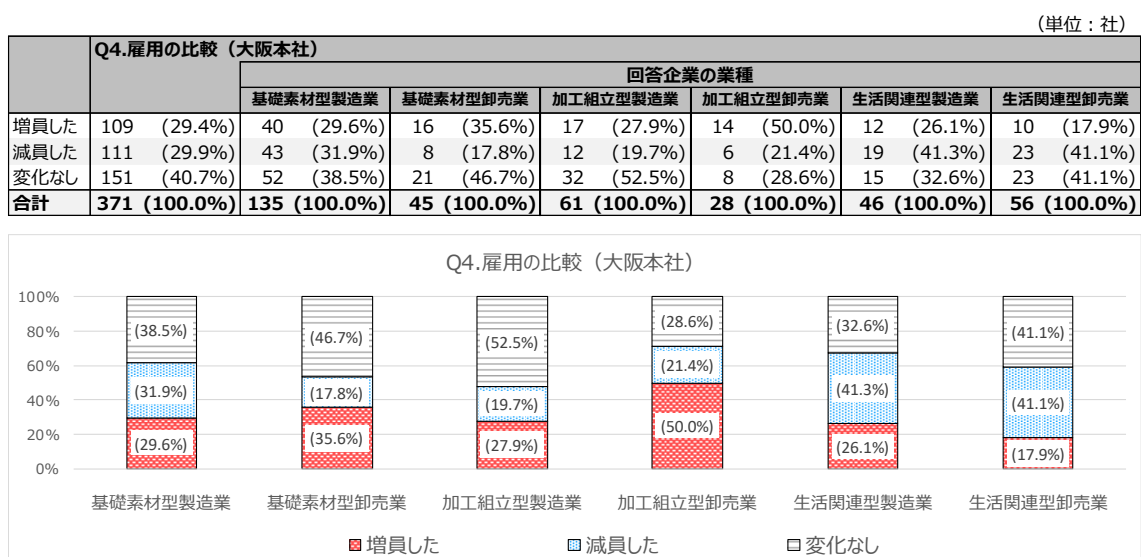 （単位：社）
Q4.雇用の比較（大阪本社）
回答企業の業種
基礎素材型製造業 基礎素材型卸売業 加工組立型製造業 加工組立型卸売業 生活関連型製造業 生活関連型卸売業
増員した 109 (29.4%) 40 (29.6%) 16 (35.6%) 17 (27.9%) 14 (50.0%) 12 (26.1%) 10 (17.9%)
減員した 111 (29.9%) 43 (31.9%) 8 (17.8%) 12 (19.7%) 6 (21.4%) 19 (41.3%) 23 (41.1%)
変化なし 151 (40.7%) 52 (38.5%) 21 (46.7%) 32 (52.5%) 8 (28.6%) 15 (32.6%) 23 (41.1%)
合計 371 (100.0%) 135 (100.0%) 45 (100.0%) 61 (100.0%) 28 (100.0%) 46 (100.0%) 56 (100.0%)
Q4.雇用の比較（大阪本社）
100%
80%
60%
40%
20%
0%
(38.5%) (46.7%) (52.5%) (28.6%) (32.6%) (41.1%)
(31.9%) (17.8%) (19.7%) (21.4%) (41.3%) (41.1%)
(29.6%) (35.6%) (27.9%) (50.0%) (26.1%) (17.9%)
基礎素材型製造業 基礎素材型卸売業 加工組立型製造業 加工組立型卸売業 生活関連型製造業 生活関連型卸売業
増員した 減員した 変化なし